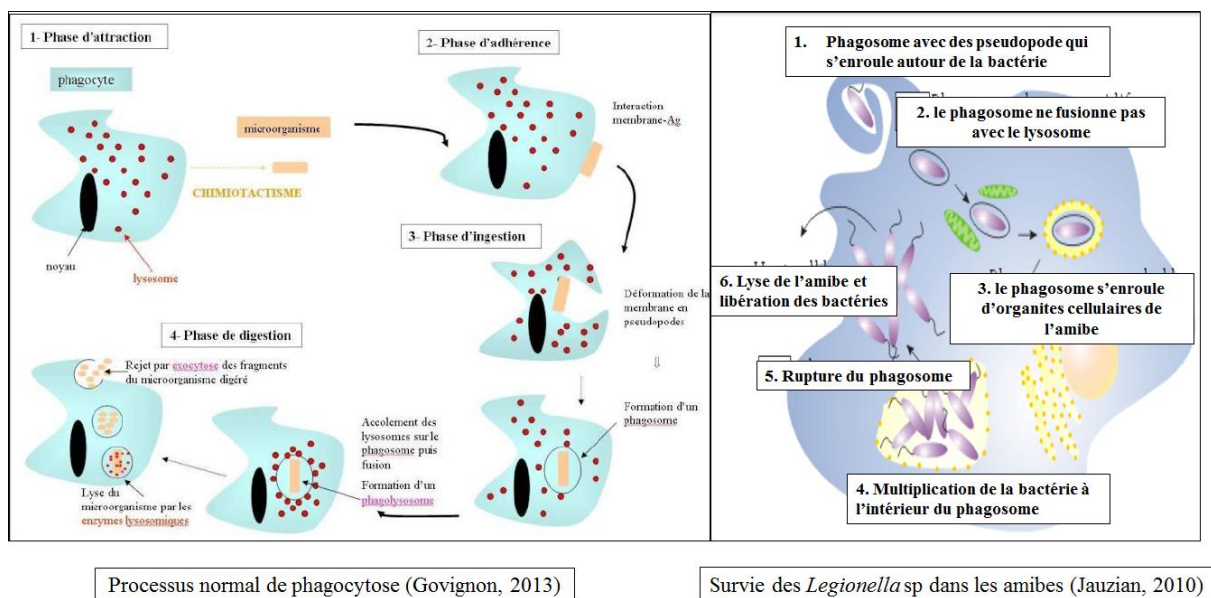 1- Phase d'attraction
phagocyte
microorganisme
CHIMIOTACTISME
noyau
lysosome
2- Phase d'adhérence
Interaction
membrane-Ag
3- Phase d'ingestion
Déformation de la
membrane en
pseudopodes
Formation d'un
phagosome
Accolement des
lysosomes sur le
phagosome puis
fusion
Formation d'un
phagolysosome
4- Phase de digestion
Rejet par exocytose des fragments
du microorganisme digéré
Lyse du
microorganisme par les
enzymes lysosomiques
1. Phagosome avec des pseudopode qui
s'enroule autour de la bactérie
2. le phagosome ne fusionne pas
avec le lysosome
3. le phagosome s'enroule
d'organites cellulaires de
l'amibe
4. Multiplication de la bactérie à
l'intérieur du phagosome
5. Rupture du phagosome
6. Lyse de l'amibe et
libération des bactéries
Processus normal de phagocytose (Govignon, 2013)
Survie des Legionella sp dans les amibes (Jauzian, 2010)